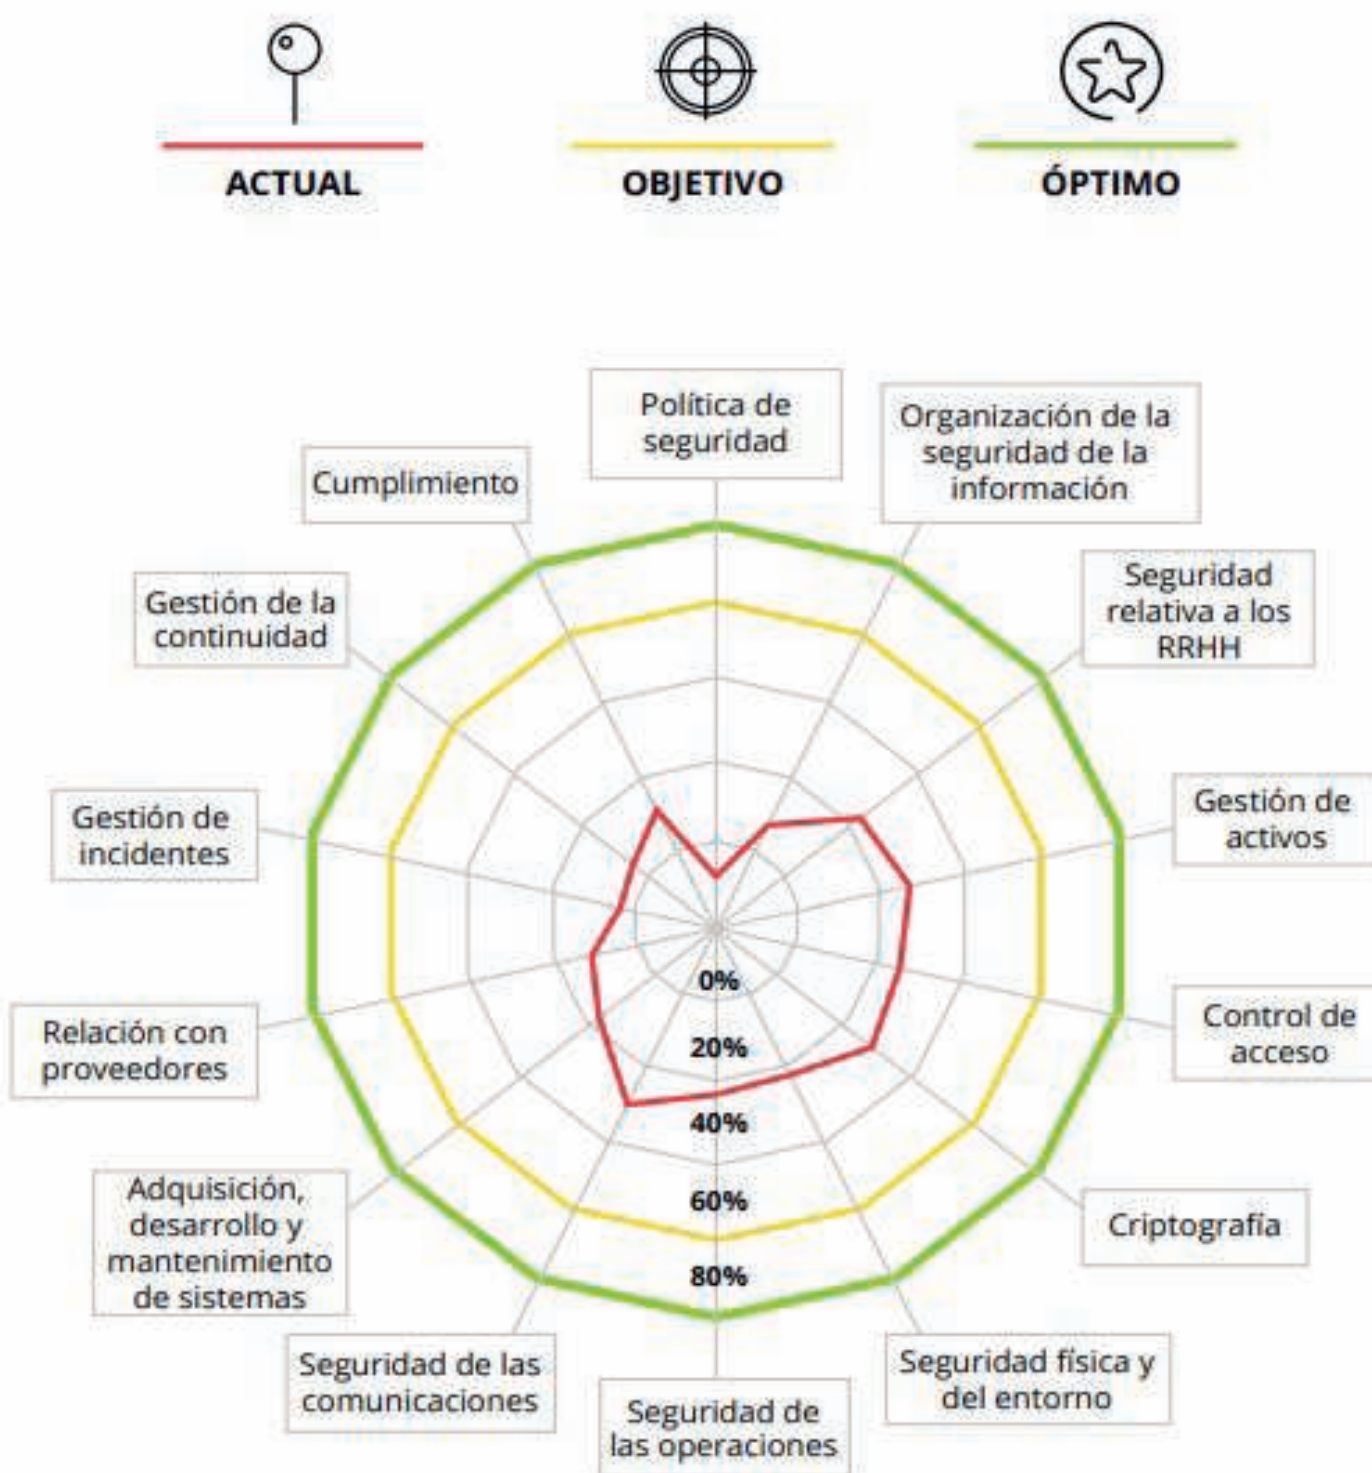 ACTUAL
OBJETIVO
ÓPTIMO
Política de
seguridad
Organización de la
seguridad de la
información
Seguridad
relativa a los
RRHH
Gestión de
activos
Control de
acceso
Criptografía
Seguridad física y
del entorno
Seguridad de
las operaciones
Seguridad de las
comunicaciones
Adquisición,
desarrollo y
mantenimiento
de sistemas
Relación con
proveedores
Gestión de
incidentes
Gestión de la
continuidad
Cumplimiento
0%
20%
40%
60%
80%